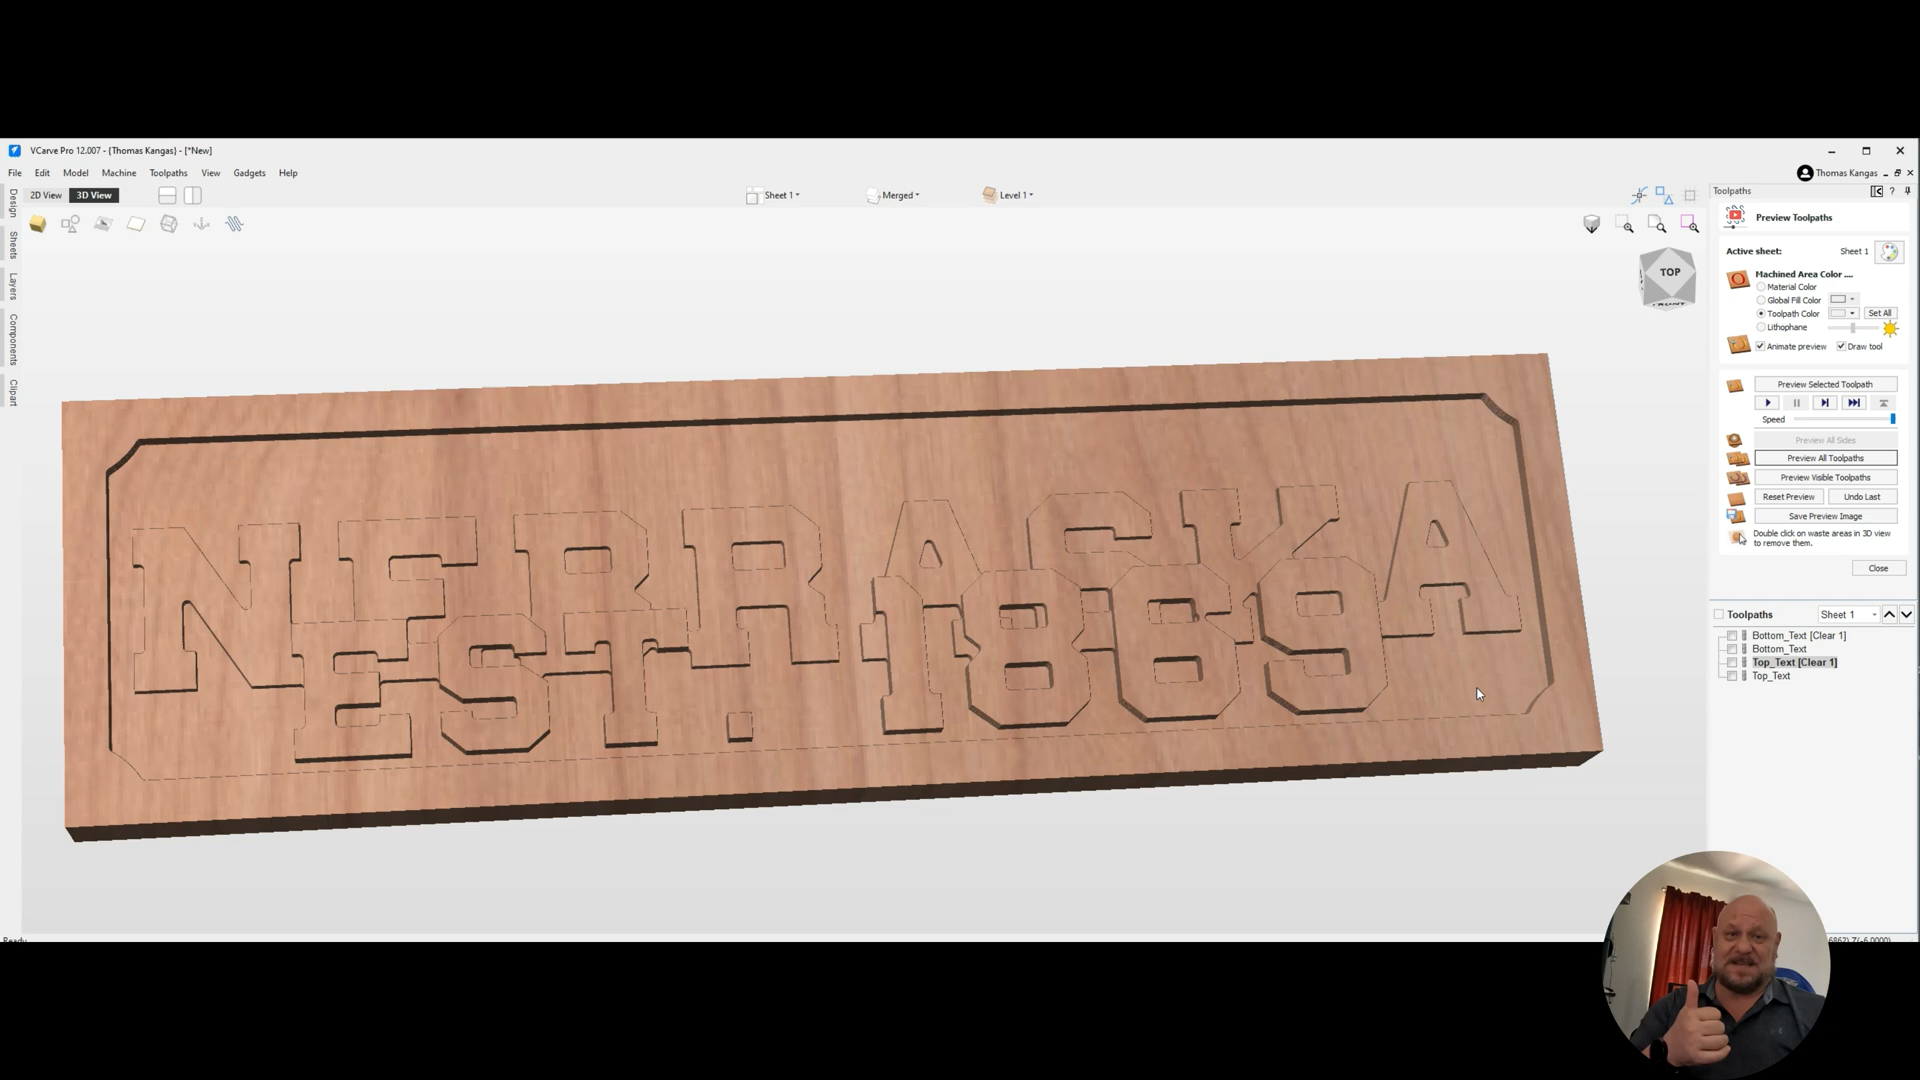 VCarve Pro 12.007 - {Thomas Kangas} - [*New]
File Edit Model Machine Toolpaths View Gadgets Help
Thomas Kangas
2D View 3D View
Sheet 1
Merged
Level 1
Design
Sheets
Layers
Components
Clipart
TOP
FRONT
NEBRASKA
EST. 1889
Toolpaths
?
Preview Toolpaths
Active sheet: Sheet 1
Machined Area Color ....
Material Color
Global Fill Color
Toolpath Color Set All
Lithophane
Animate preview Draw tool
Preview Selected Toolpath
Speed
Preview All Sides
Preview All Toolpaths
Preview Visible Toolpaths
Reset Preview Undo Last
Save Preview Image
Double click on waste areas in 3D view
to remove them.
Close
Toolpaths Sheet 1
Bottom_Text [Clear 1]
Bottom_Text
Top_Text [Clear 1]
Top_Text
Ready